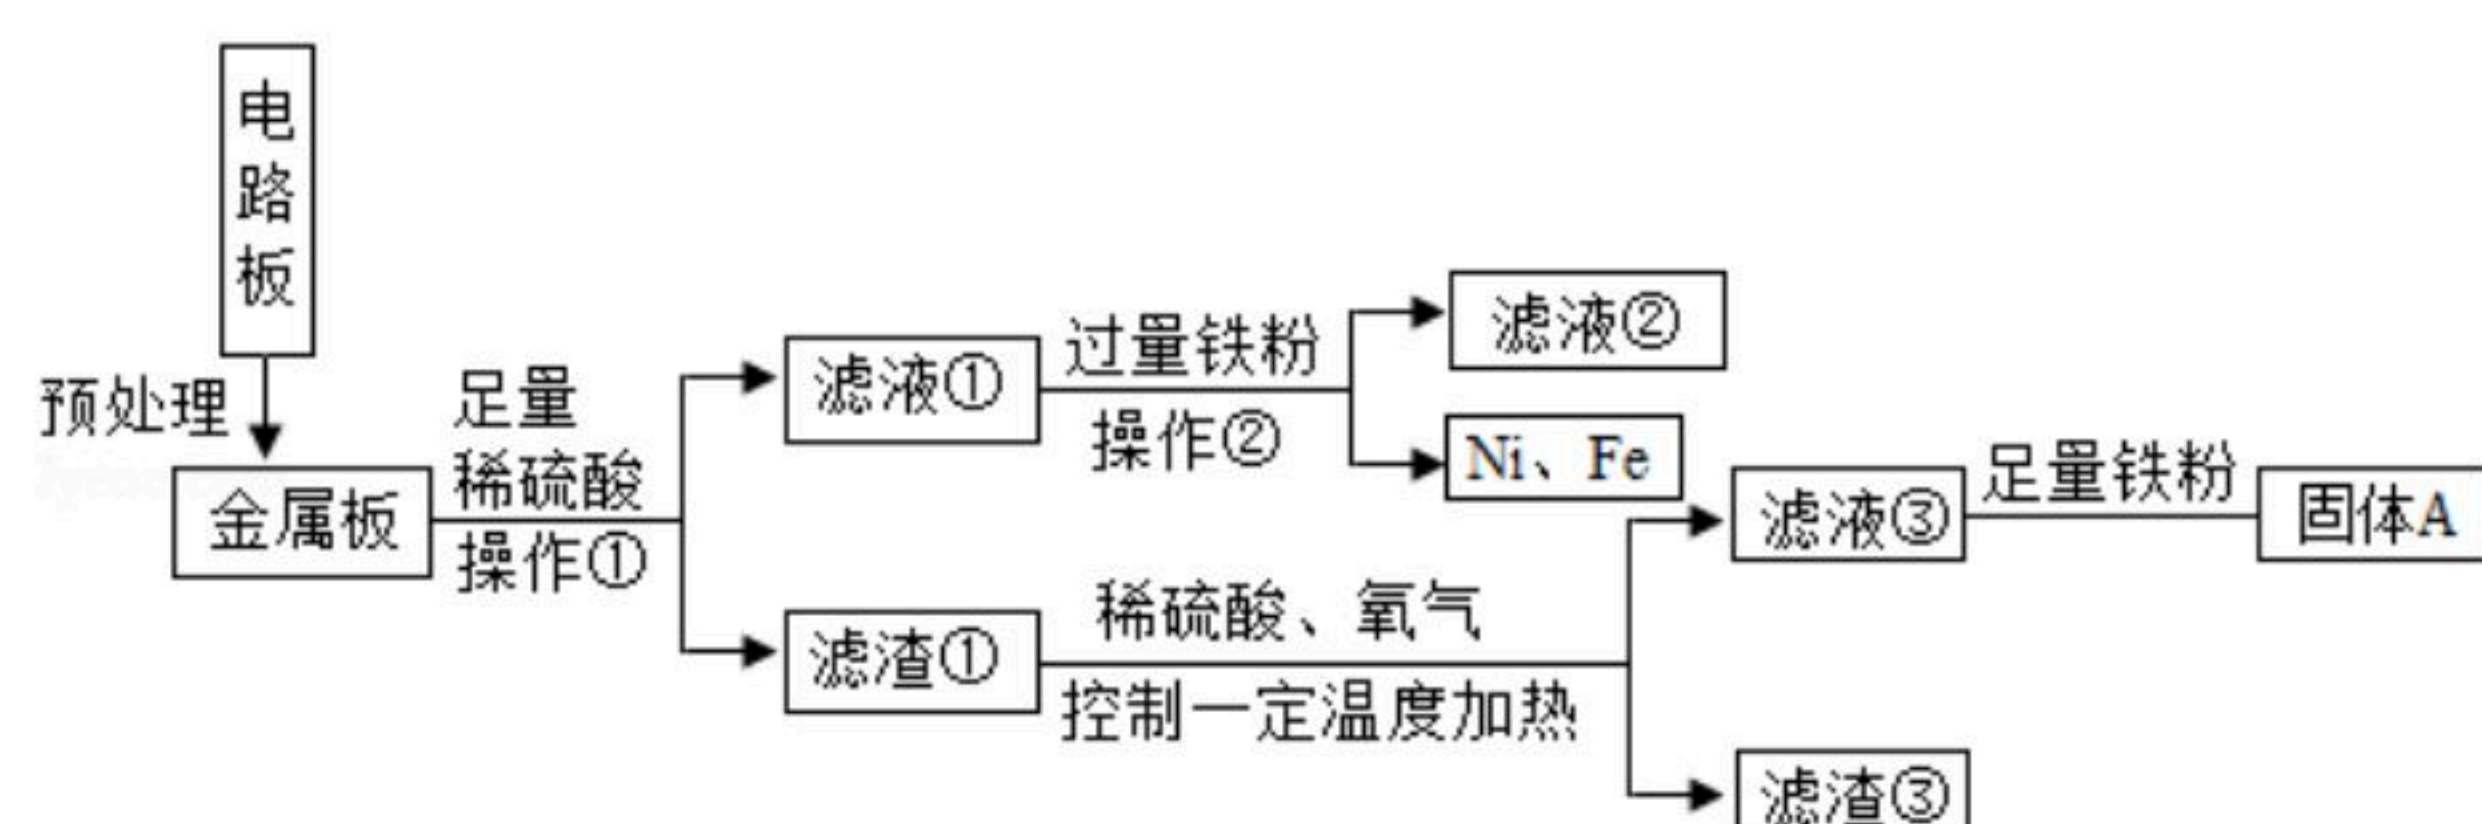 电
路
板
预处理
金属板
足量
稀硫酸
操作①
滤液①
过量铁粉
操作②
滤液②
Ni、Fe
滤渣①
稀硫酸、氧气
控制一定温度加热
滤液③
足量铁粉
固体A
滤渣③